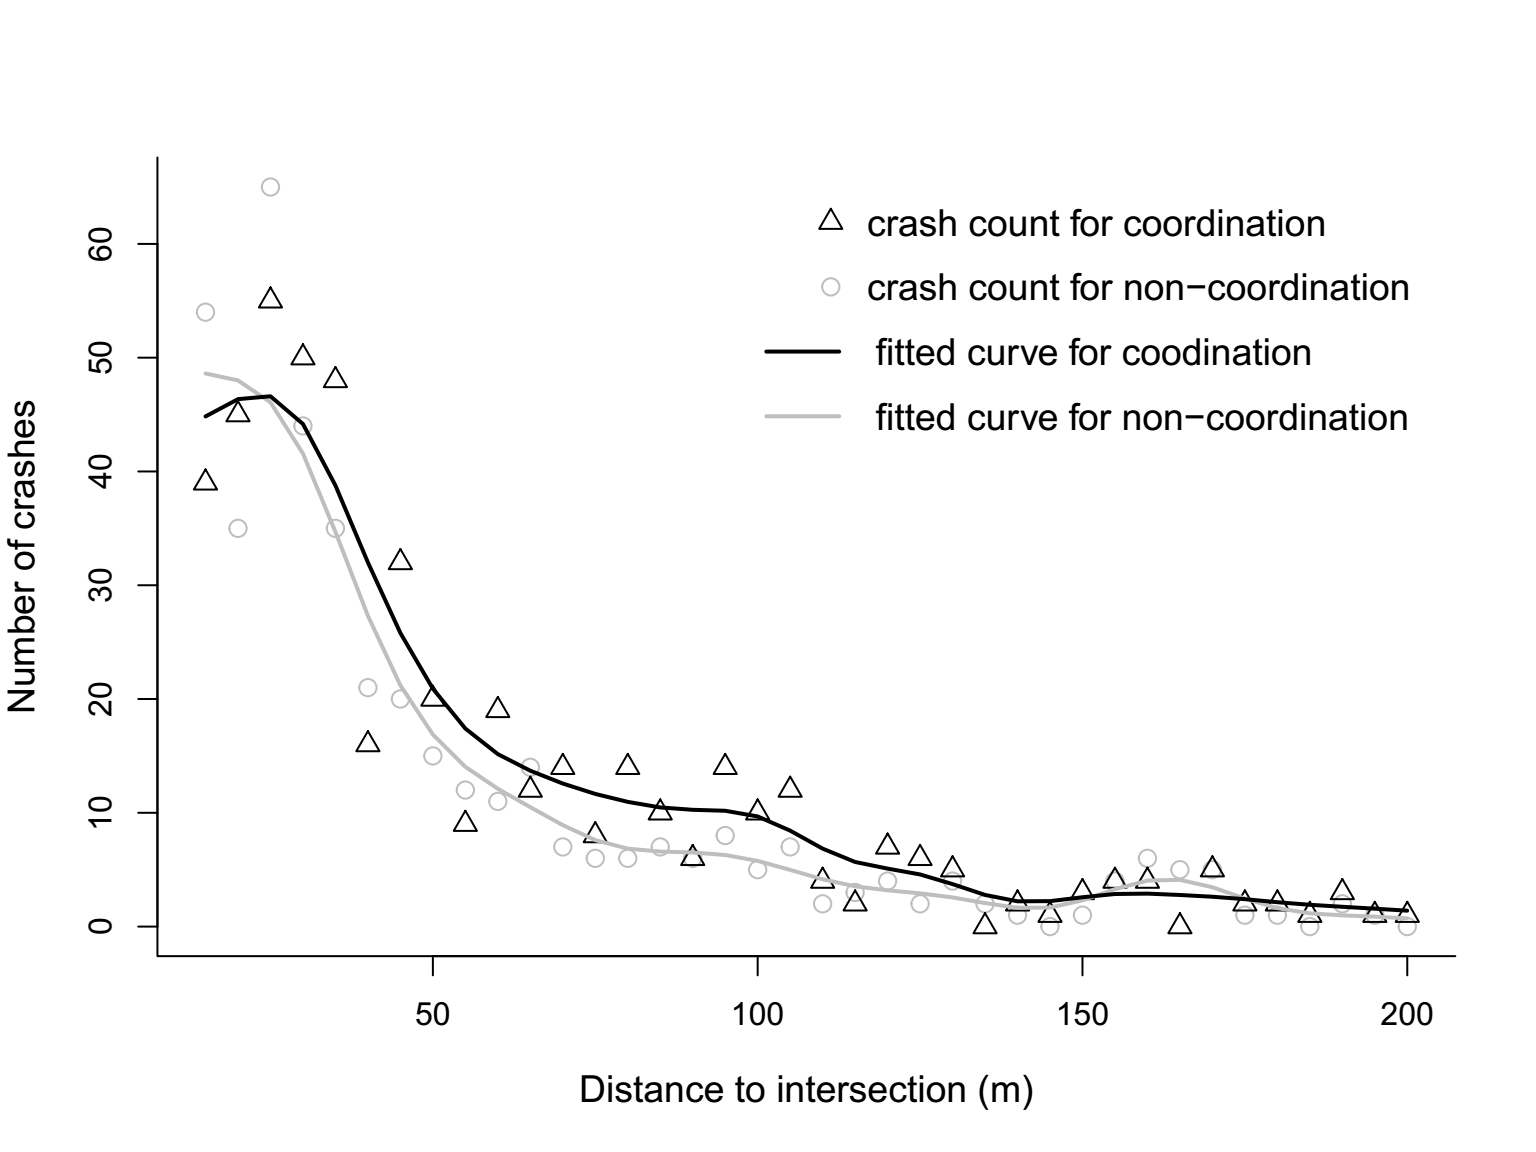 crash count for coordination
crash count for non−coordination
fitted curve for coodination
fitted curve for non−coordination
Number of crashes
60
50
40
30
20
10
0
50 100 150 200
Distance to intersection (m)